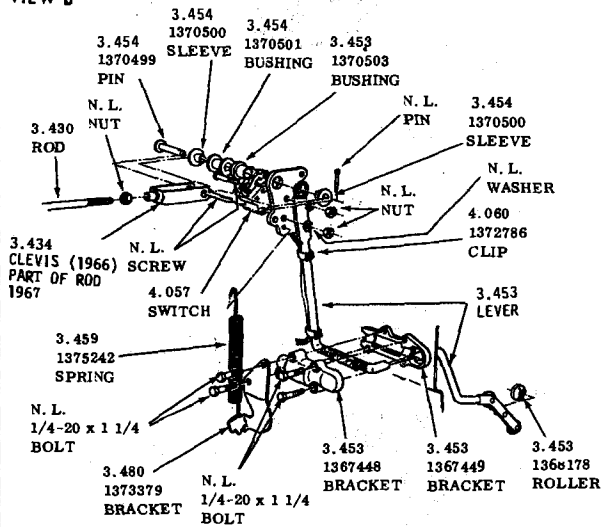 3.454
1370499
PIN
3.454
1370500
SLEEVE
3.454
1370501
BUSHING
3.453
1370503
BUSHING
N. L.
PIN
3.454
1370500
SLEEVE
3.430
ROD
N. L.
NUT
N. L.
WASHER
N. L.
NUT
4.060
1372786
CLIP
3.434
CLEVIS (1966)
PART OF ROD
1967
N. L.
SCREW
4.057
SWITCH
3.453
LEVER
3.459
1375242
SPRING
N. L.
1/4-20 x 1 1/4
BOLT
3.480
1373379
BRACKET
N. L.
1/4-20 x 1 1/4
BOLT
3.453
1367448
BRACKET
3.453
1367449
BRACKET
3.453
1368178
ROLLER